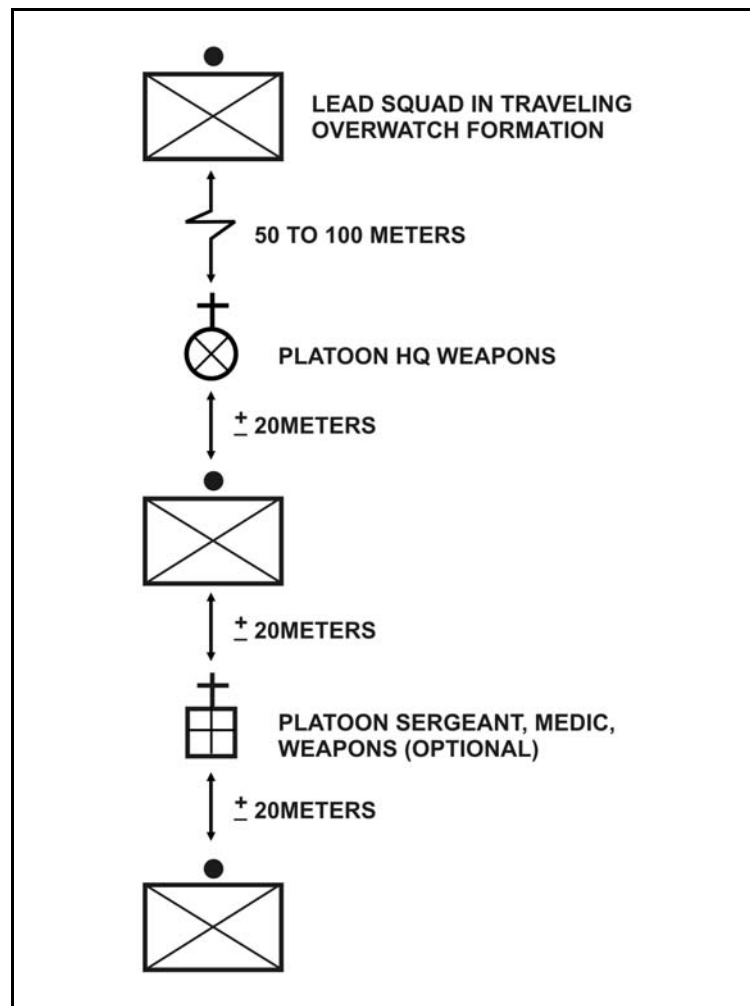 LEAD SQUAD IN TRAVELING
OVERWATCH FORMATION
50 TO 100 METERS
PLATOON HQ WEAPONS
± 20METERS
± 20METERS
PLATOON SERGEANT, MEDIC,
WEAPONS (OPTIONAL)
± 20METERS